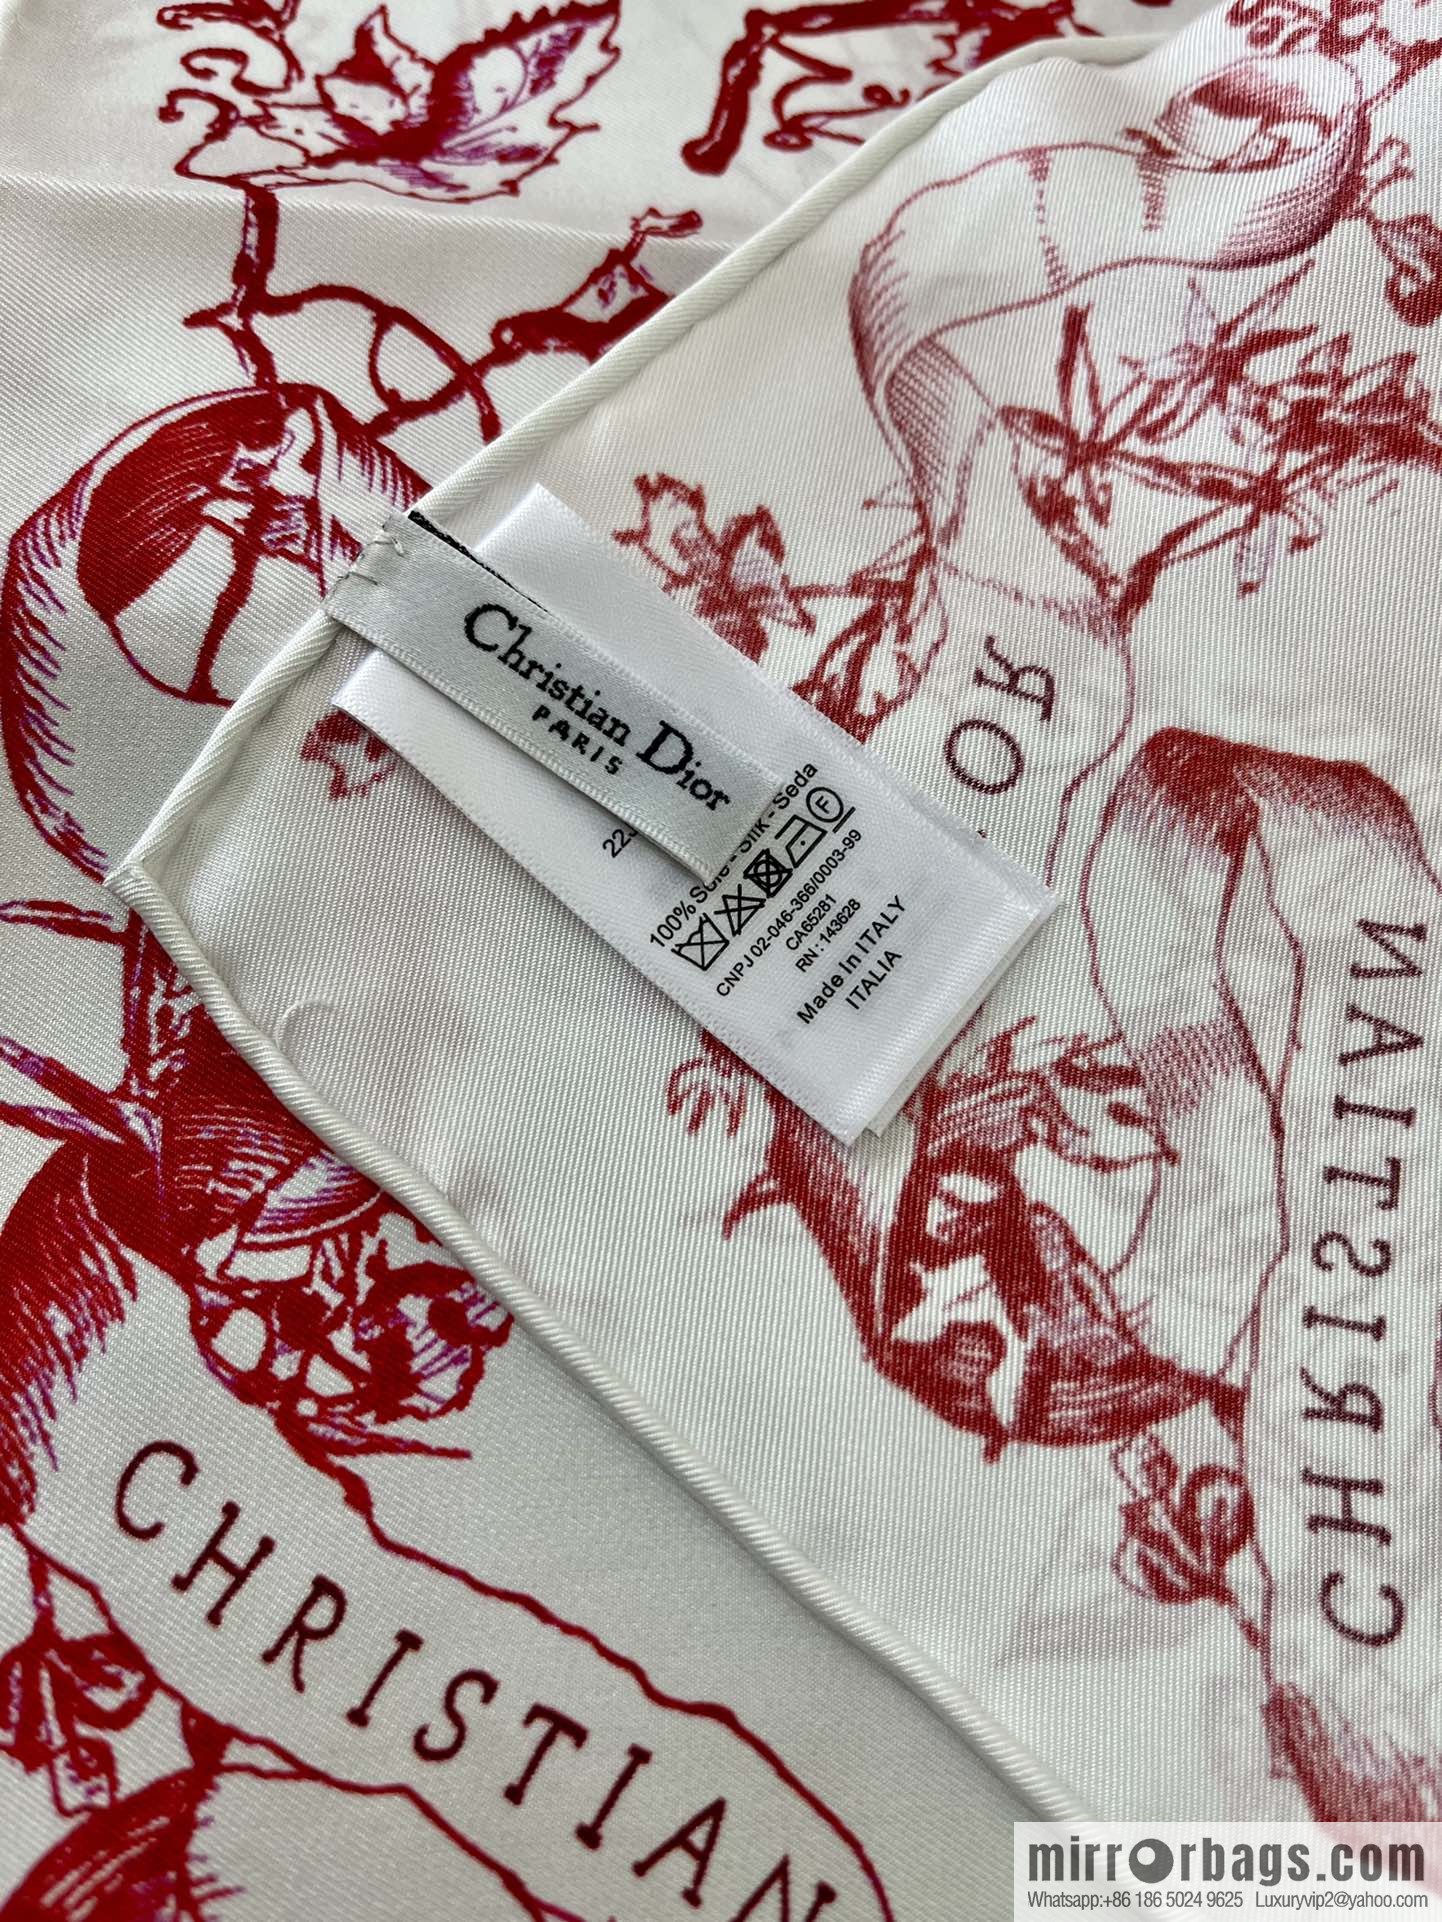 OR
Christian Dior
PARIS
100% Soie - Silk - Seda
F
CNPJ 02-046-366/0003-99
CA65281
RN : 143628
Made In ITALY
ITALIA
CHRISTIAN
CHRISTIAN
mirrorbags.com
Whatsapp:+86 186 5024 9625 Luxuryvip2@yahoo.com